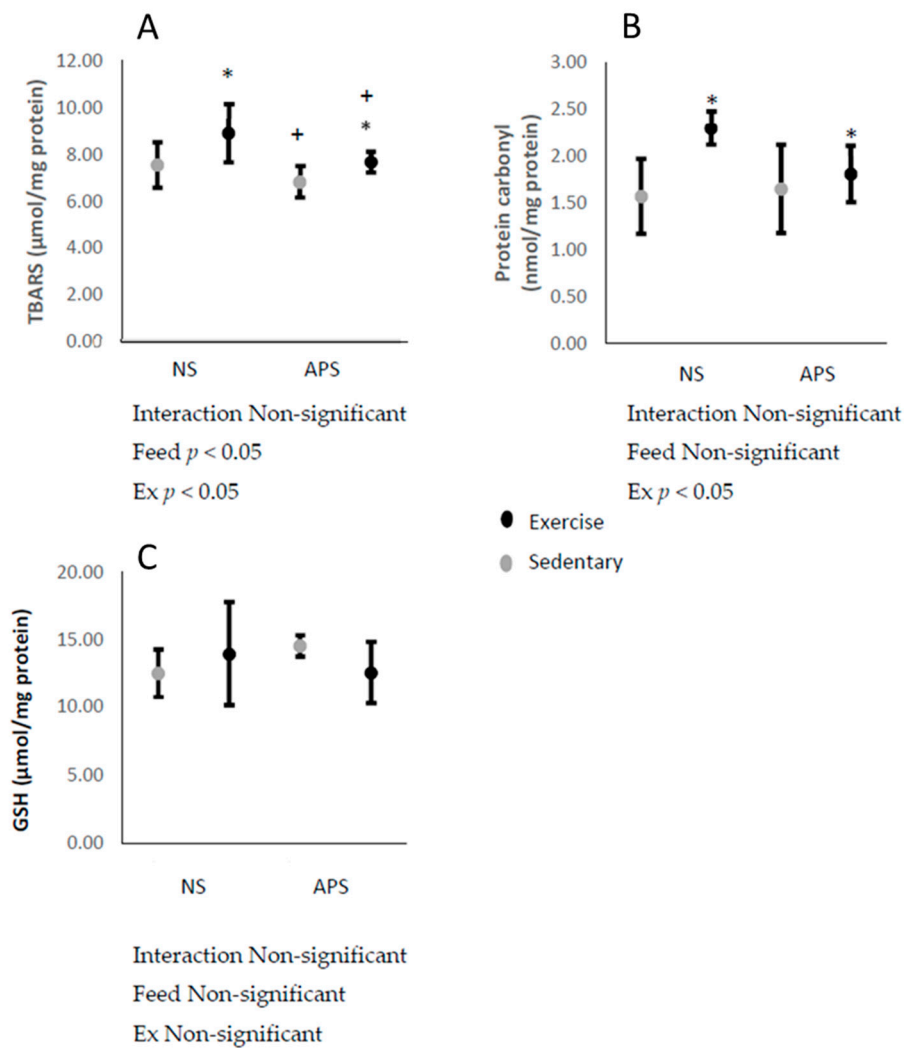 A
TBARS (μmol/mg protein)
12.00
10.00
8.00
6.00
4.00
2.00
0.00
*
+
+
*
NS APS
Interaction Non-significant
Feed p < 0.05
Ex p < 0.05
B
Protein carbonyl
(nmol/mg protein)
3.00
2.50
2.00
1.50
1.00
0.50
0.00
*
*
NS APS
Interaction Non-significant
Feed Non-significant
Ex p < 0.05
Exercise
Sedentary
C
GSH (μmol/mg protein)
20.00
15.00
10.00
5.00
0.00
NS APS
Interaction Non-significant
Feed Non-significant
Ex Non-significant